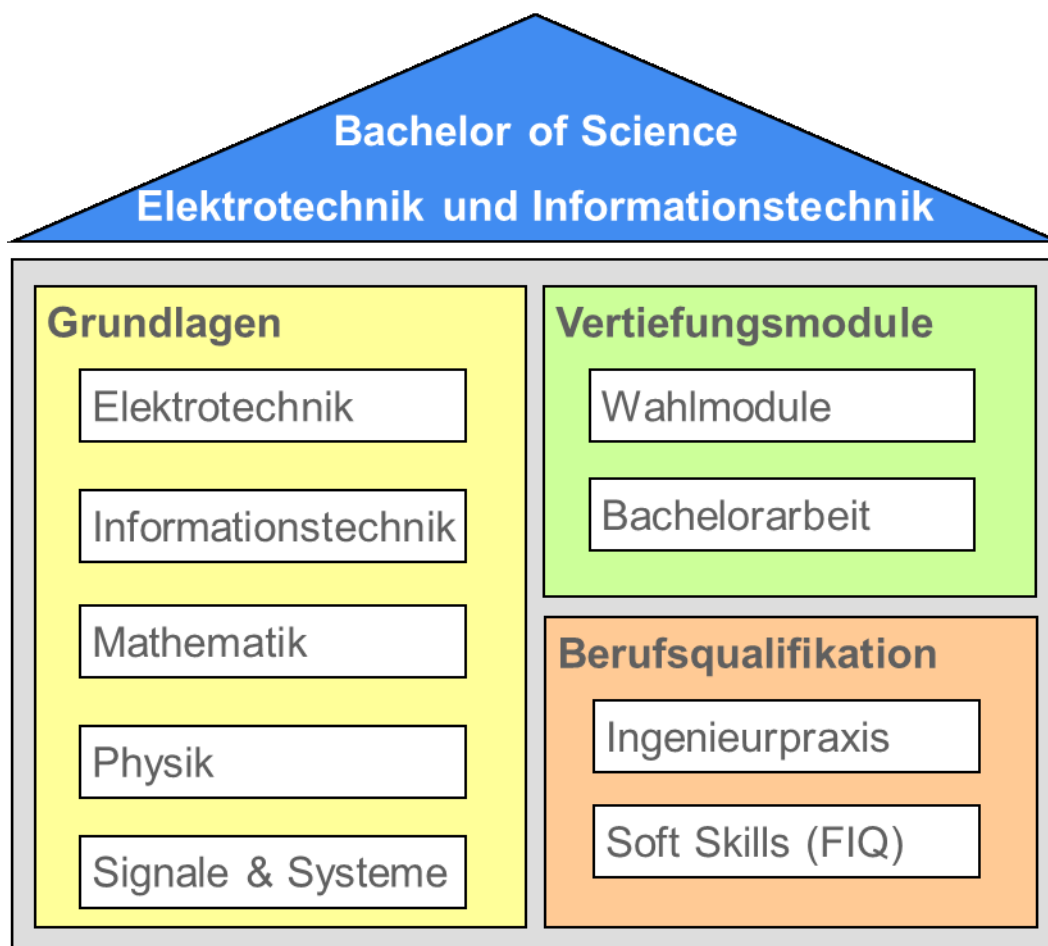 Bachelor of Science
Elektrotechnik und Informationstechnik
Grundlagen
Elektrotechnik
Informationstechnik
Mathematik
Physik
Signale & Systeme
Vertiefungsmodule
Wahlmodule
Bachelorarbeit
Berufsqualifikation
Ingenieurpraxis
Soft Skills (FIQ)